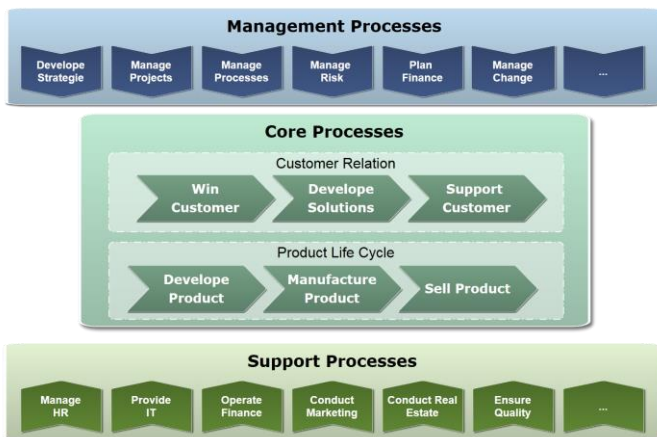 Management Processes
Develope
Strategie
Manage
Projects
Manage
Processes
Manage
Risk
Plan
Finance
Manage
Change
...
Core Processes
Customer Relation
Win
Customer
Develope
Solutions
Support
Customer
Product Life Cycle
Develope
Product
Manufacture
Product
Sell Product
Support Processes
Manage
HR
Provide
IT
Operate
Finance
Conduct
Marketing
Conduct Real
Estate
Ensure
Quality
...